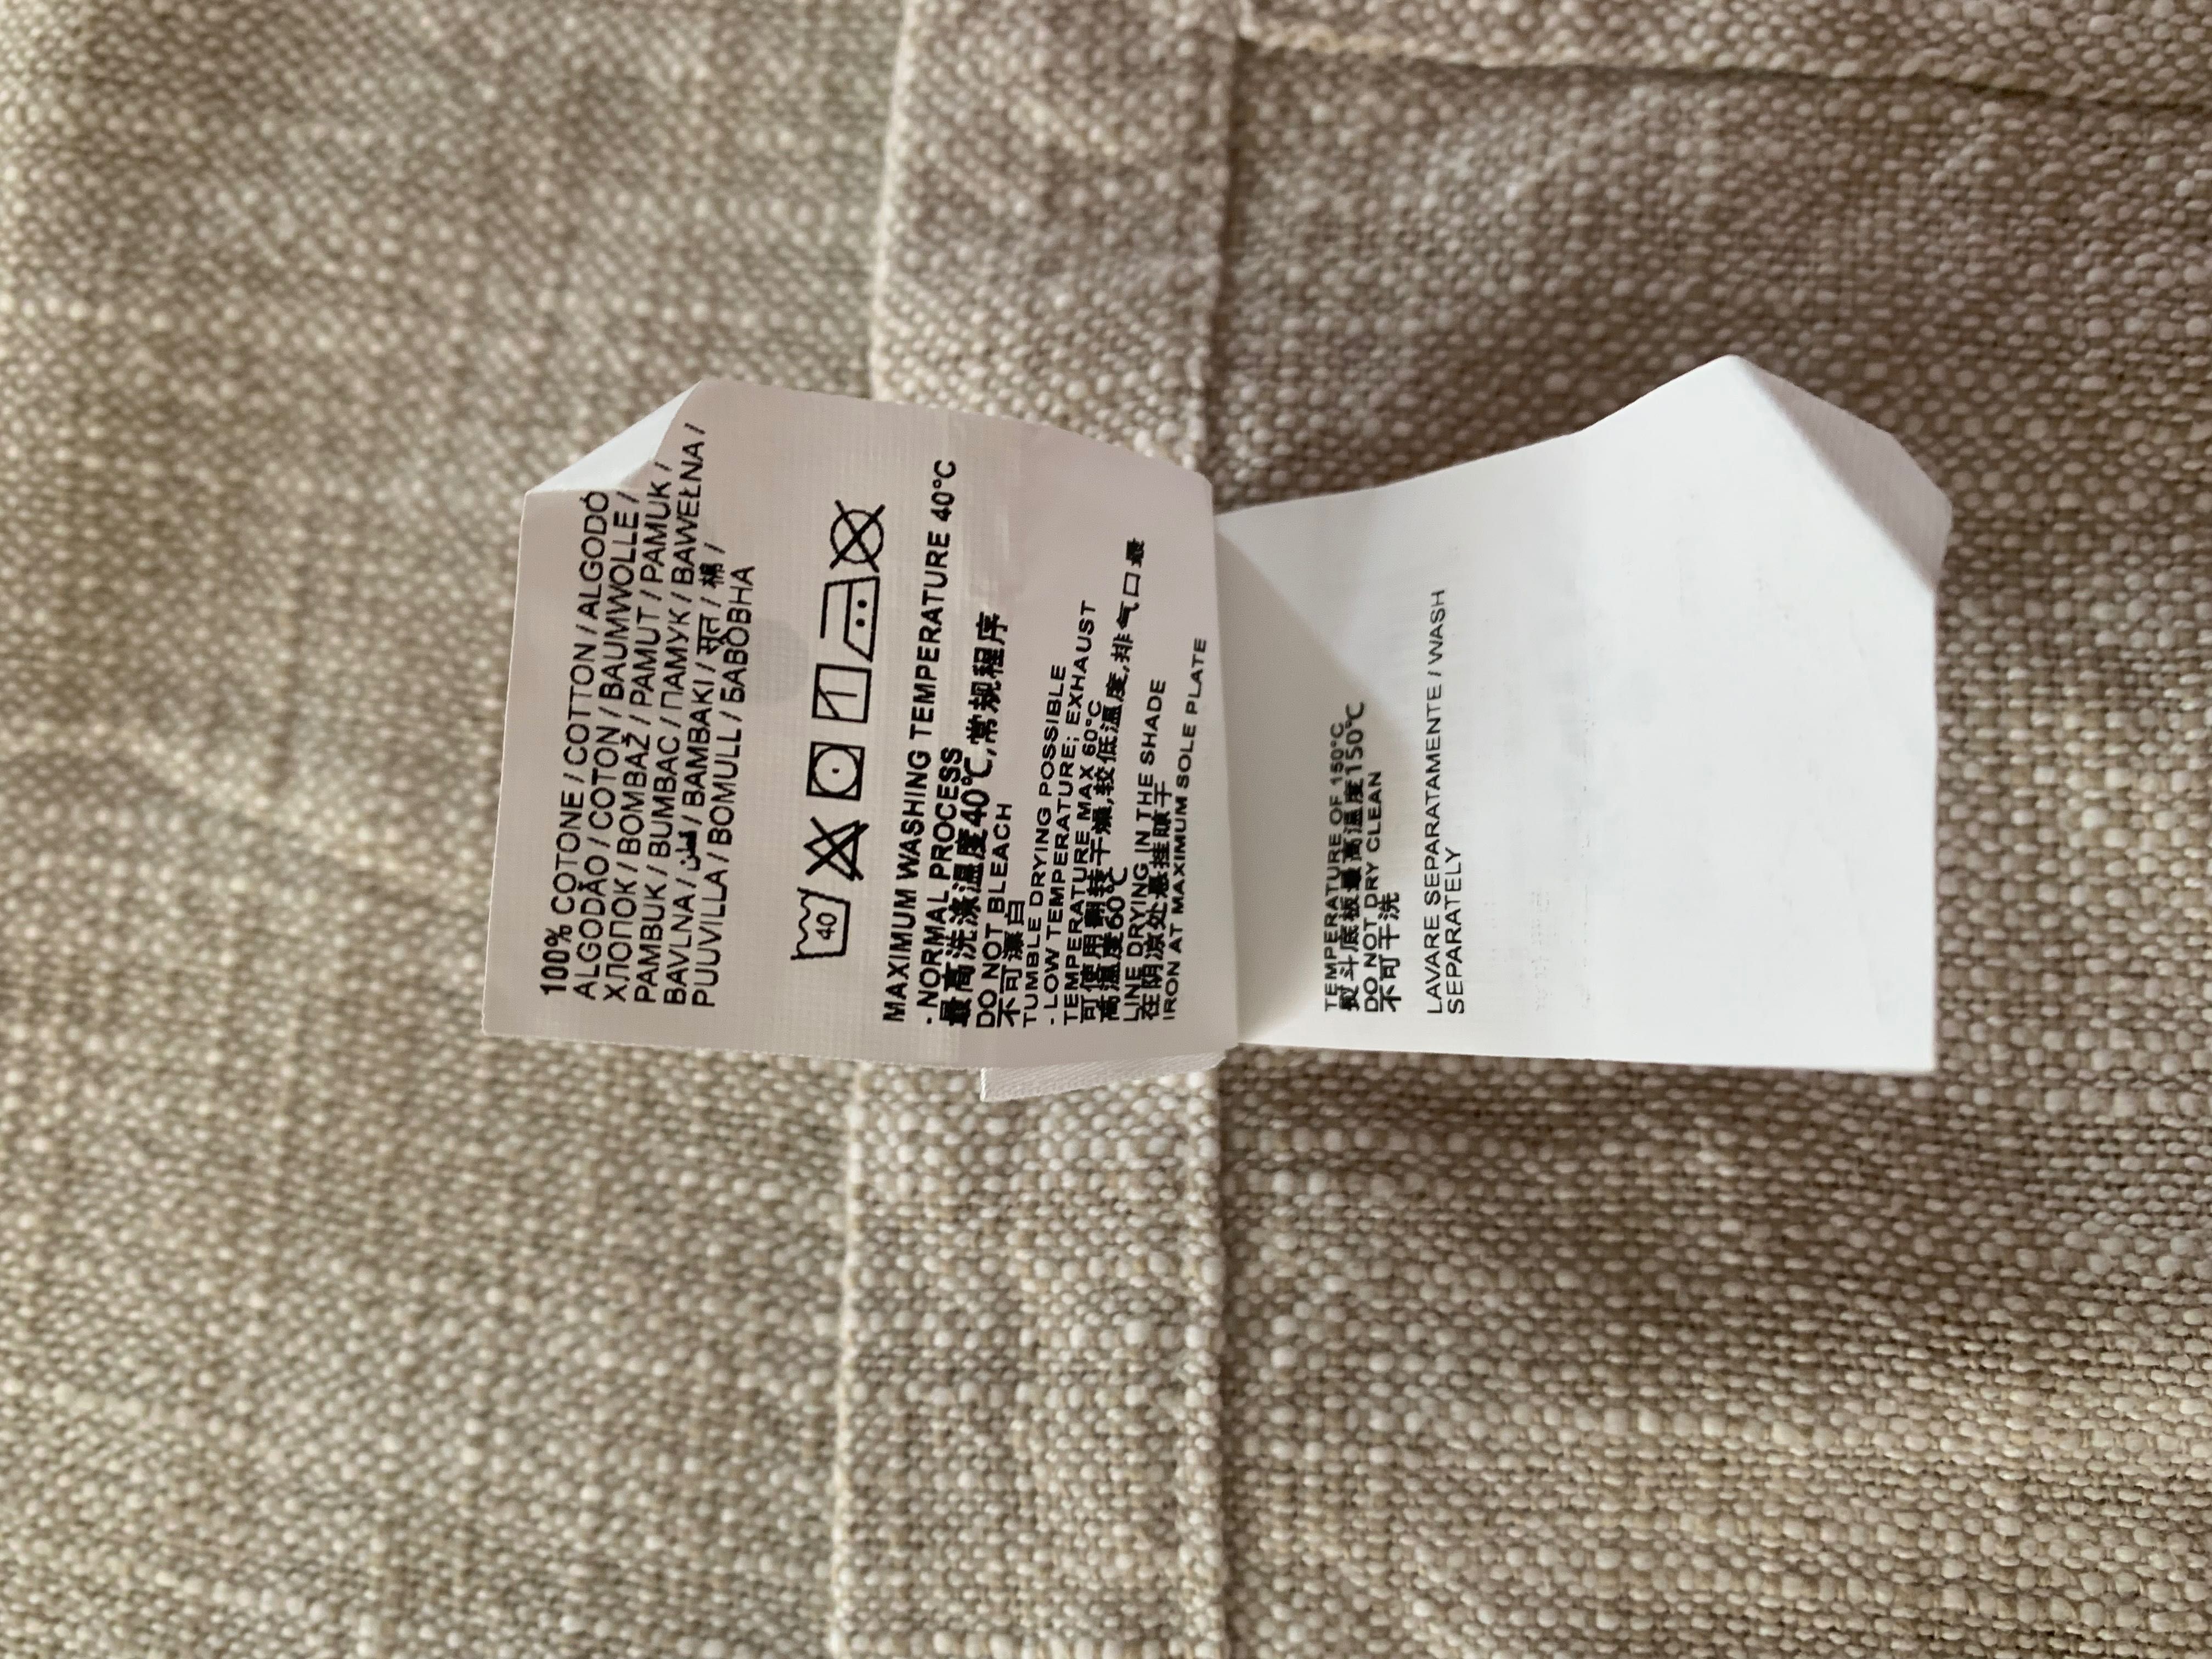 100% COTONE / COTTON / ALGODÓ
ALGODÃO / COTON / BAUMWOLLE /
ХЛОПОК / BOMBAŽ / PAMUT / PAMUK /
PAMBUK / BUMBAC / ПАМУК / BAWEŁNA /
BAVLNA / قطن / BAMBAKI / सूत / 棉 /
PUUVILLA / BOMULL / БАВОВНА
40
MAXIMUM WASHING TEMPERATURE 40°C
- NORMAL PROCESS
最高洗涤温度40℃,常规程序
DO NOT BLEACH
不可漂白
TUMBLE DRYING POSSIBLE
- LOW TEMPERATURE: EXHAUST
TEMPERATURE MAX 60°C
可使用翻转干燥,较低温度,排气口最
高温度60℃
LINE DRYING IN THE SHADE
在阴凉处悬挂晾干
IRON AT MAXIMUM SOLE PLATE
TEMPERATURE OF 150°C
熨斗底板最高温度150℃
DO NOT DRY CLEAN
不可干洗
LAVARE SEPARATAMENTE / WASH
SEPARATELY